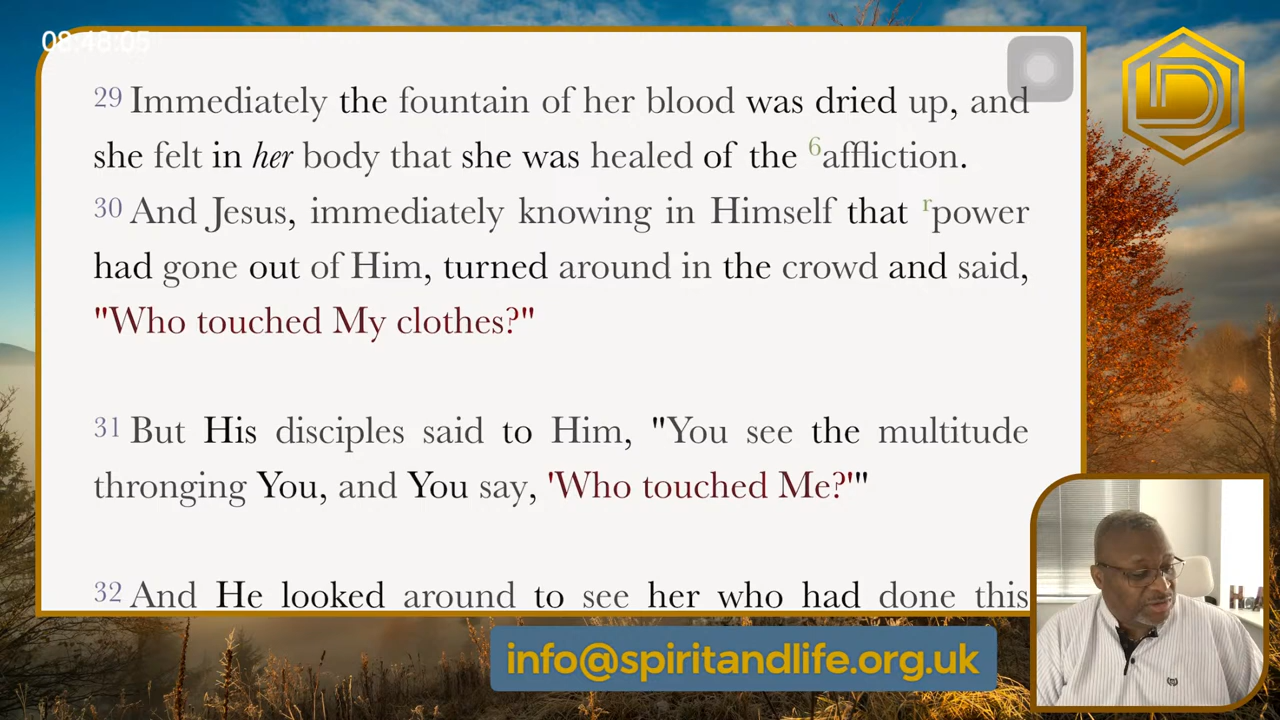 08:48:05
29 Immediately the fountain of her blood was dried up, and
she felt in her body that she was healed of the 6affliction.
30 And Jesus, immediately knowing in Himself that rpower
had gone out of Him, turned around in the crowd and said,
"Who touched My clothes?"
31 But His disciples said to Him, "You see the multitude
thronging You, and You say, 'Who touched Me?'"
32 And He looked around to see her who had done this
info@spiritandlife.org.uk